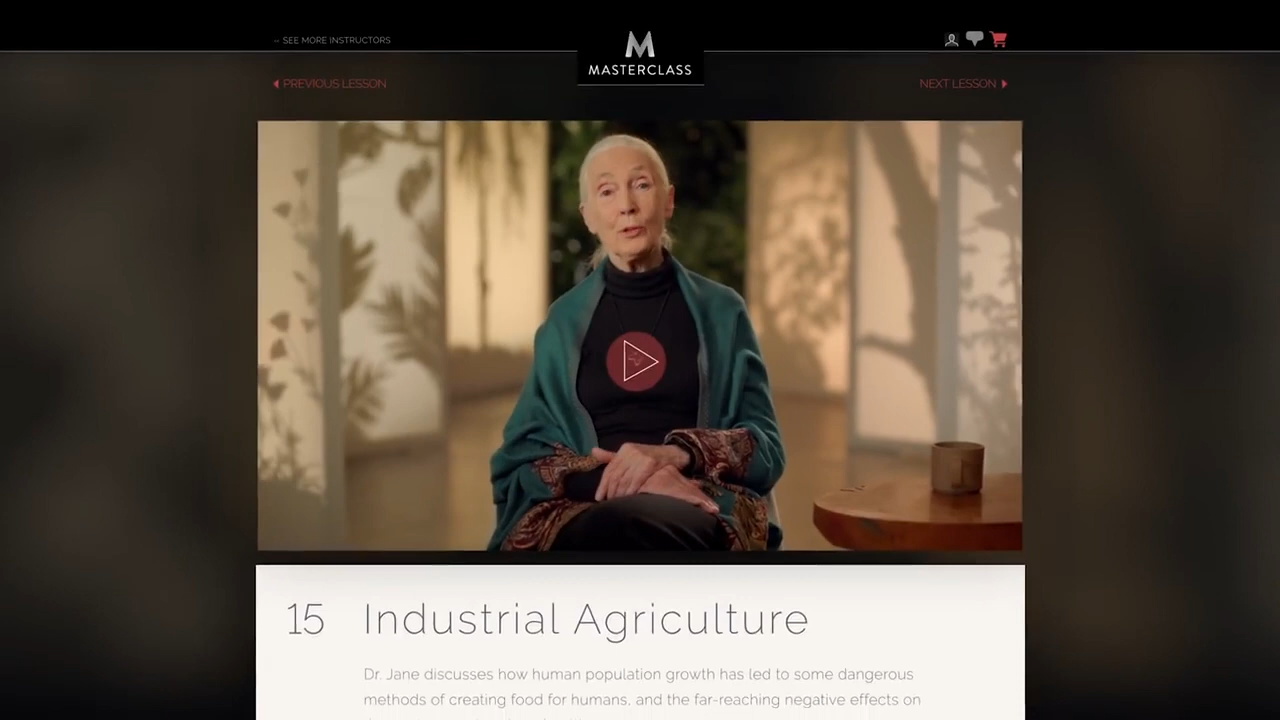 SEE MORE INSTRUCTORS
M
MASTERCLASS
PREVIOUS LESSON
NEXT LESSON
15 Industrial Agriculture
Dr. Jane discusses how human population growth has led to some dangerous
methods of creating food for humans, and the far-reaching negative effects on